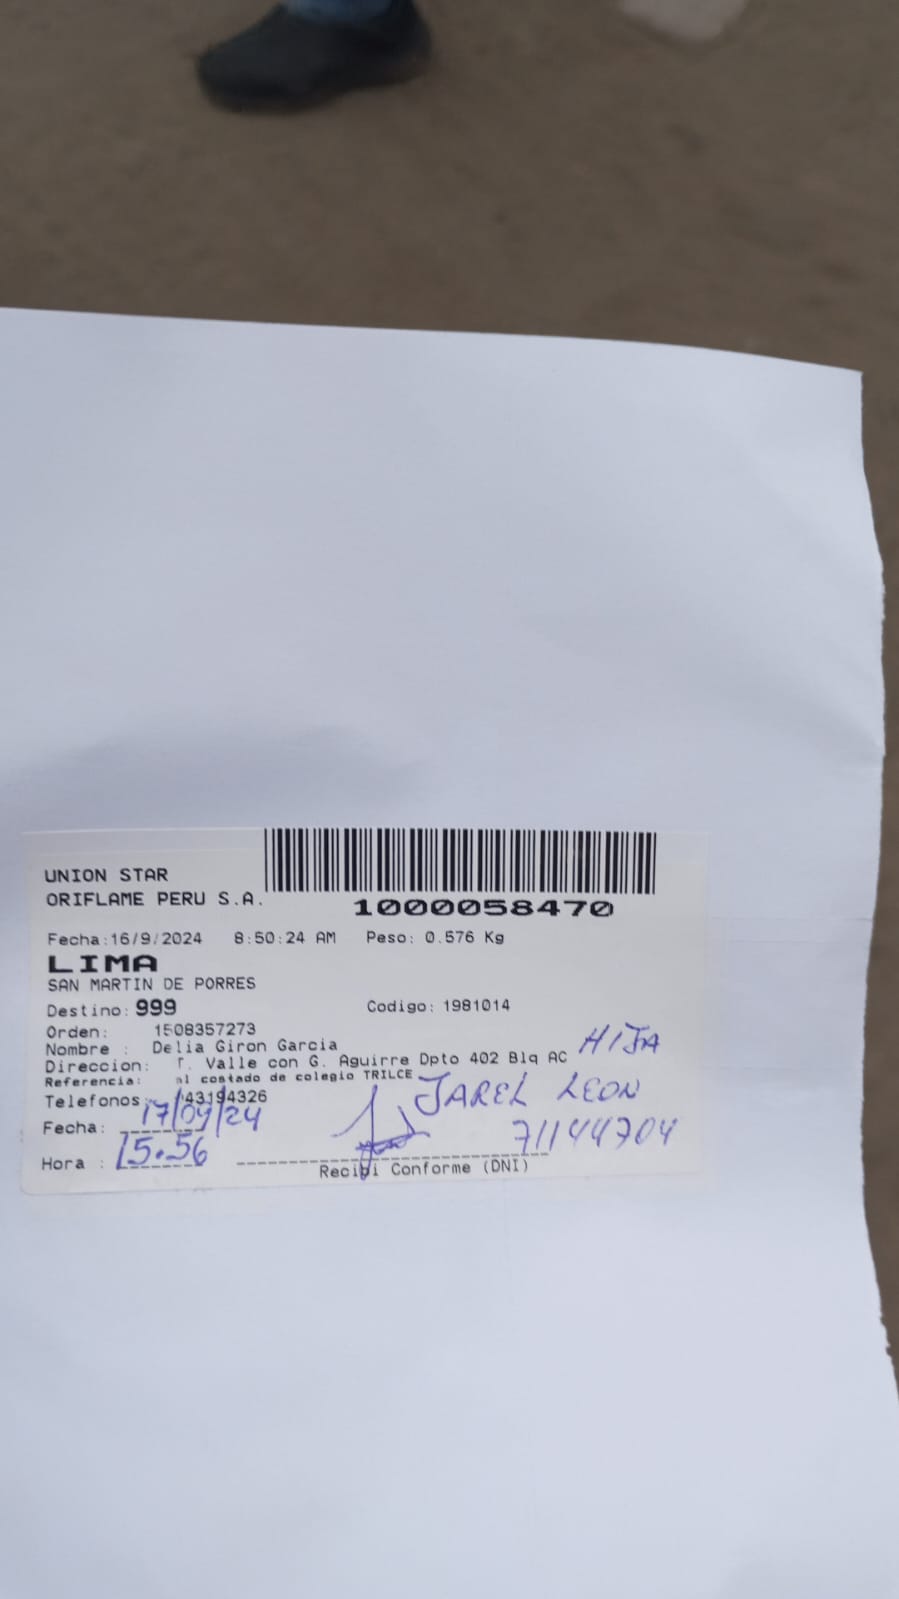 UNION STAR
ORIFLAME PERU S.A.
1000058470
Fecha:16/9/2024 8:50:24 AM Peso: 0.576 Kg
LIMA
SAN MARTIN DE PORRES
Destino: 999 Codigo: 1981014
Orden: 1508357273
Nombre : Delia Giron Garcia HIJA
Direccion: T. Valle con G. Aguirre Dpto 402 Blq AC
Referencia: al costado de colegio TRILCE JAREL LEON
Telefonos: 43194326
Fecha: 17/09/24 71144704
Hora : 15.56
Recibi Conforme (DNI)